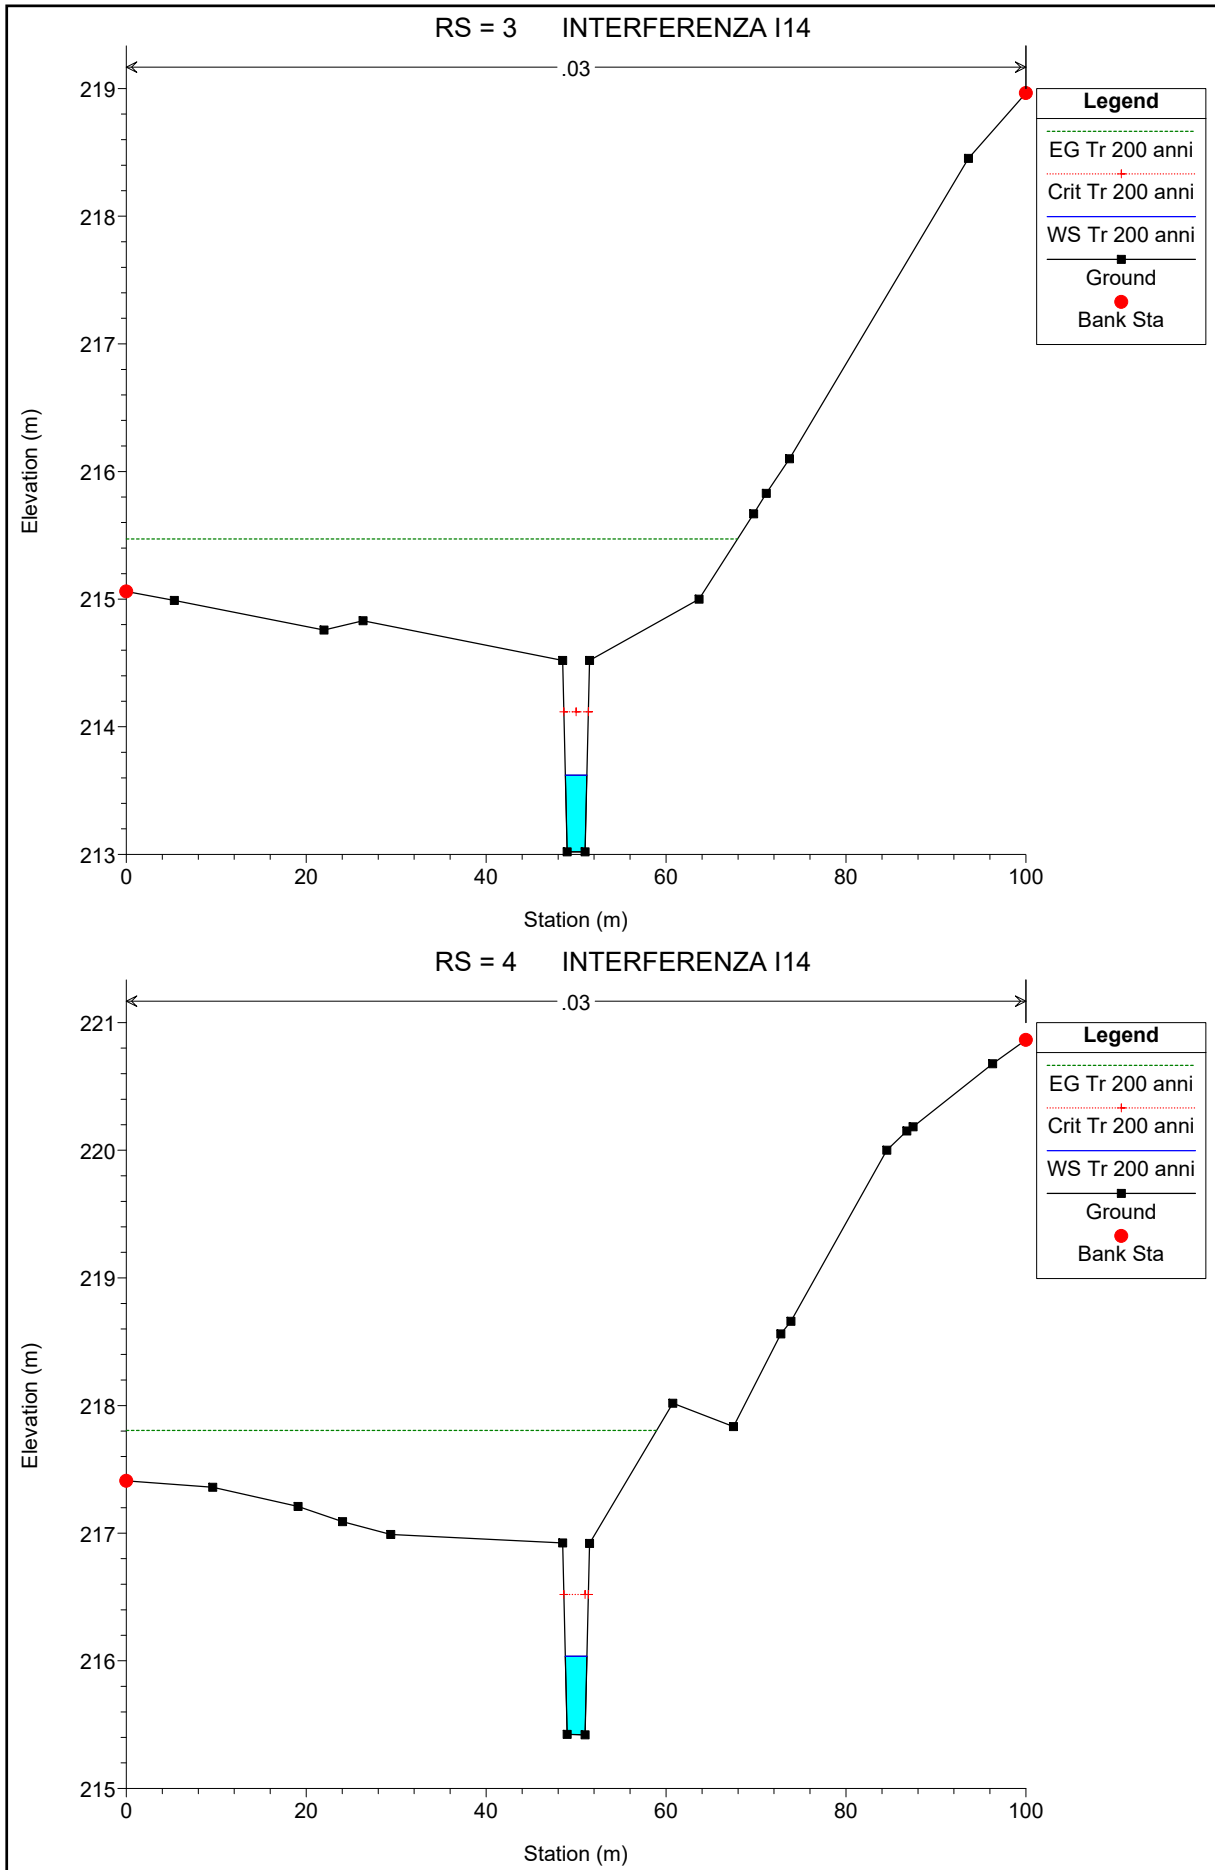 RS = 3 INTERFERENZA I14
.03
219
218
217
216
215
214
213
Elevation (m)
0 20 40 60 80 100
Station (m)
Legend
EG Tr 200 anni
Crit Tr 200 anni
WS Tr 200 anni
Ground
Bank Sta
RS = 4 INTERFERENZA I14
.03
221
220
219
218
217
216
215
Elevation (m)
0 20 40 60 80 100
Station (m)
Legend
EG Tr 200 anni
Crit Tr 200 anni
WS Tr 200 anni
Ground
Bank Sta